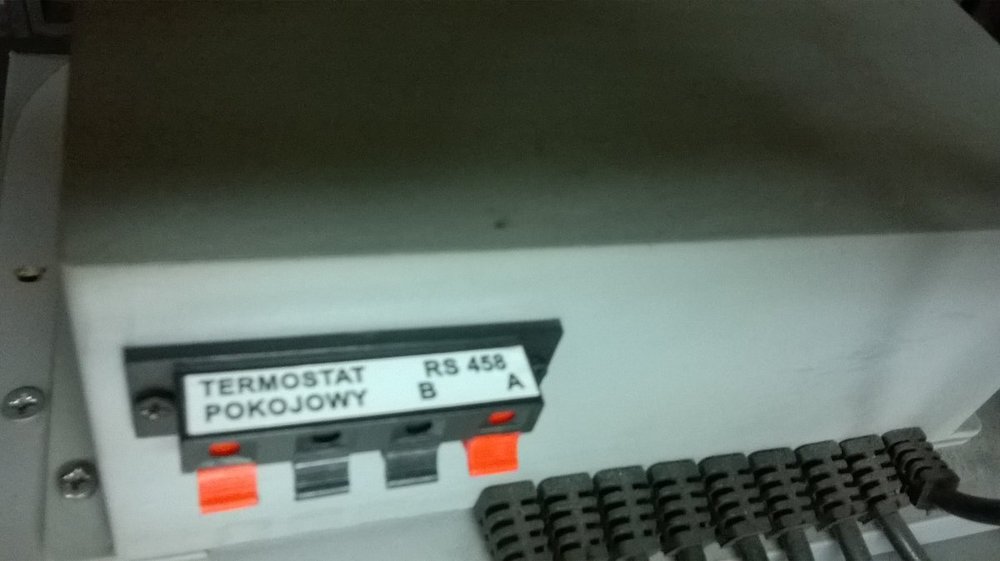 TERMOSTAT RS 458
POKOJOWY B A